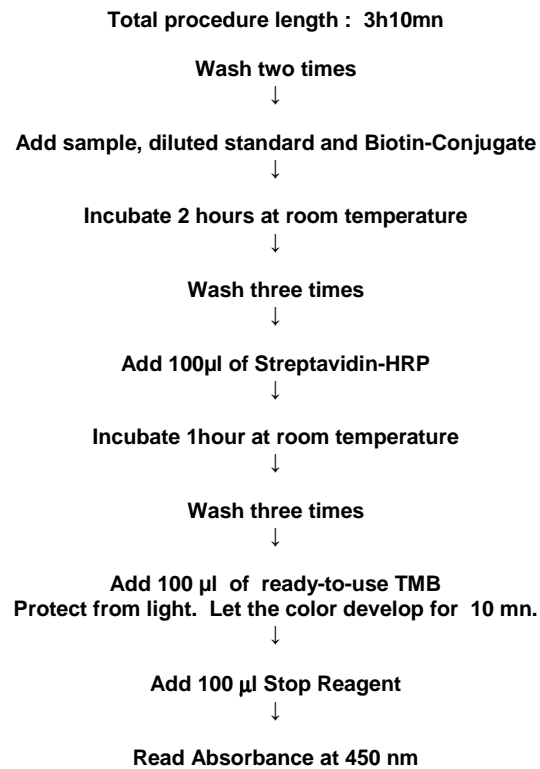 Total procedure length :  3h10mn
Wash two times
↓
Add sample, diluted standard and Biotin-Conjugate
↓
Incubate 2 hours at room temperature
↓
Wash three times
↓
Add 100µl of Streptavidin-HRP
↓
Incubate 1hour at room temperature
↓
Wash three times
↓
Add 100 µl  of  ready-to-use TMB
Protect from light.  Let the color develop for  10 mn.
↓
Add 100 µl Stop Reagent
↓
Read Absorbance at 450 nm